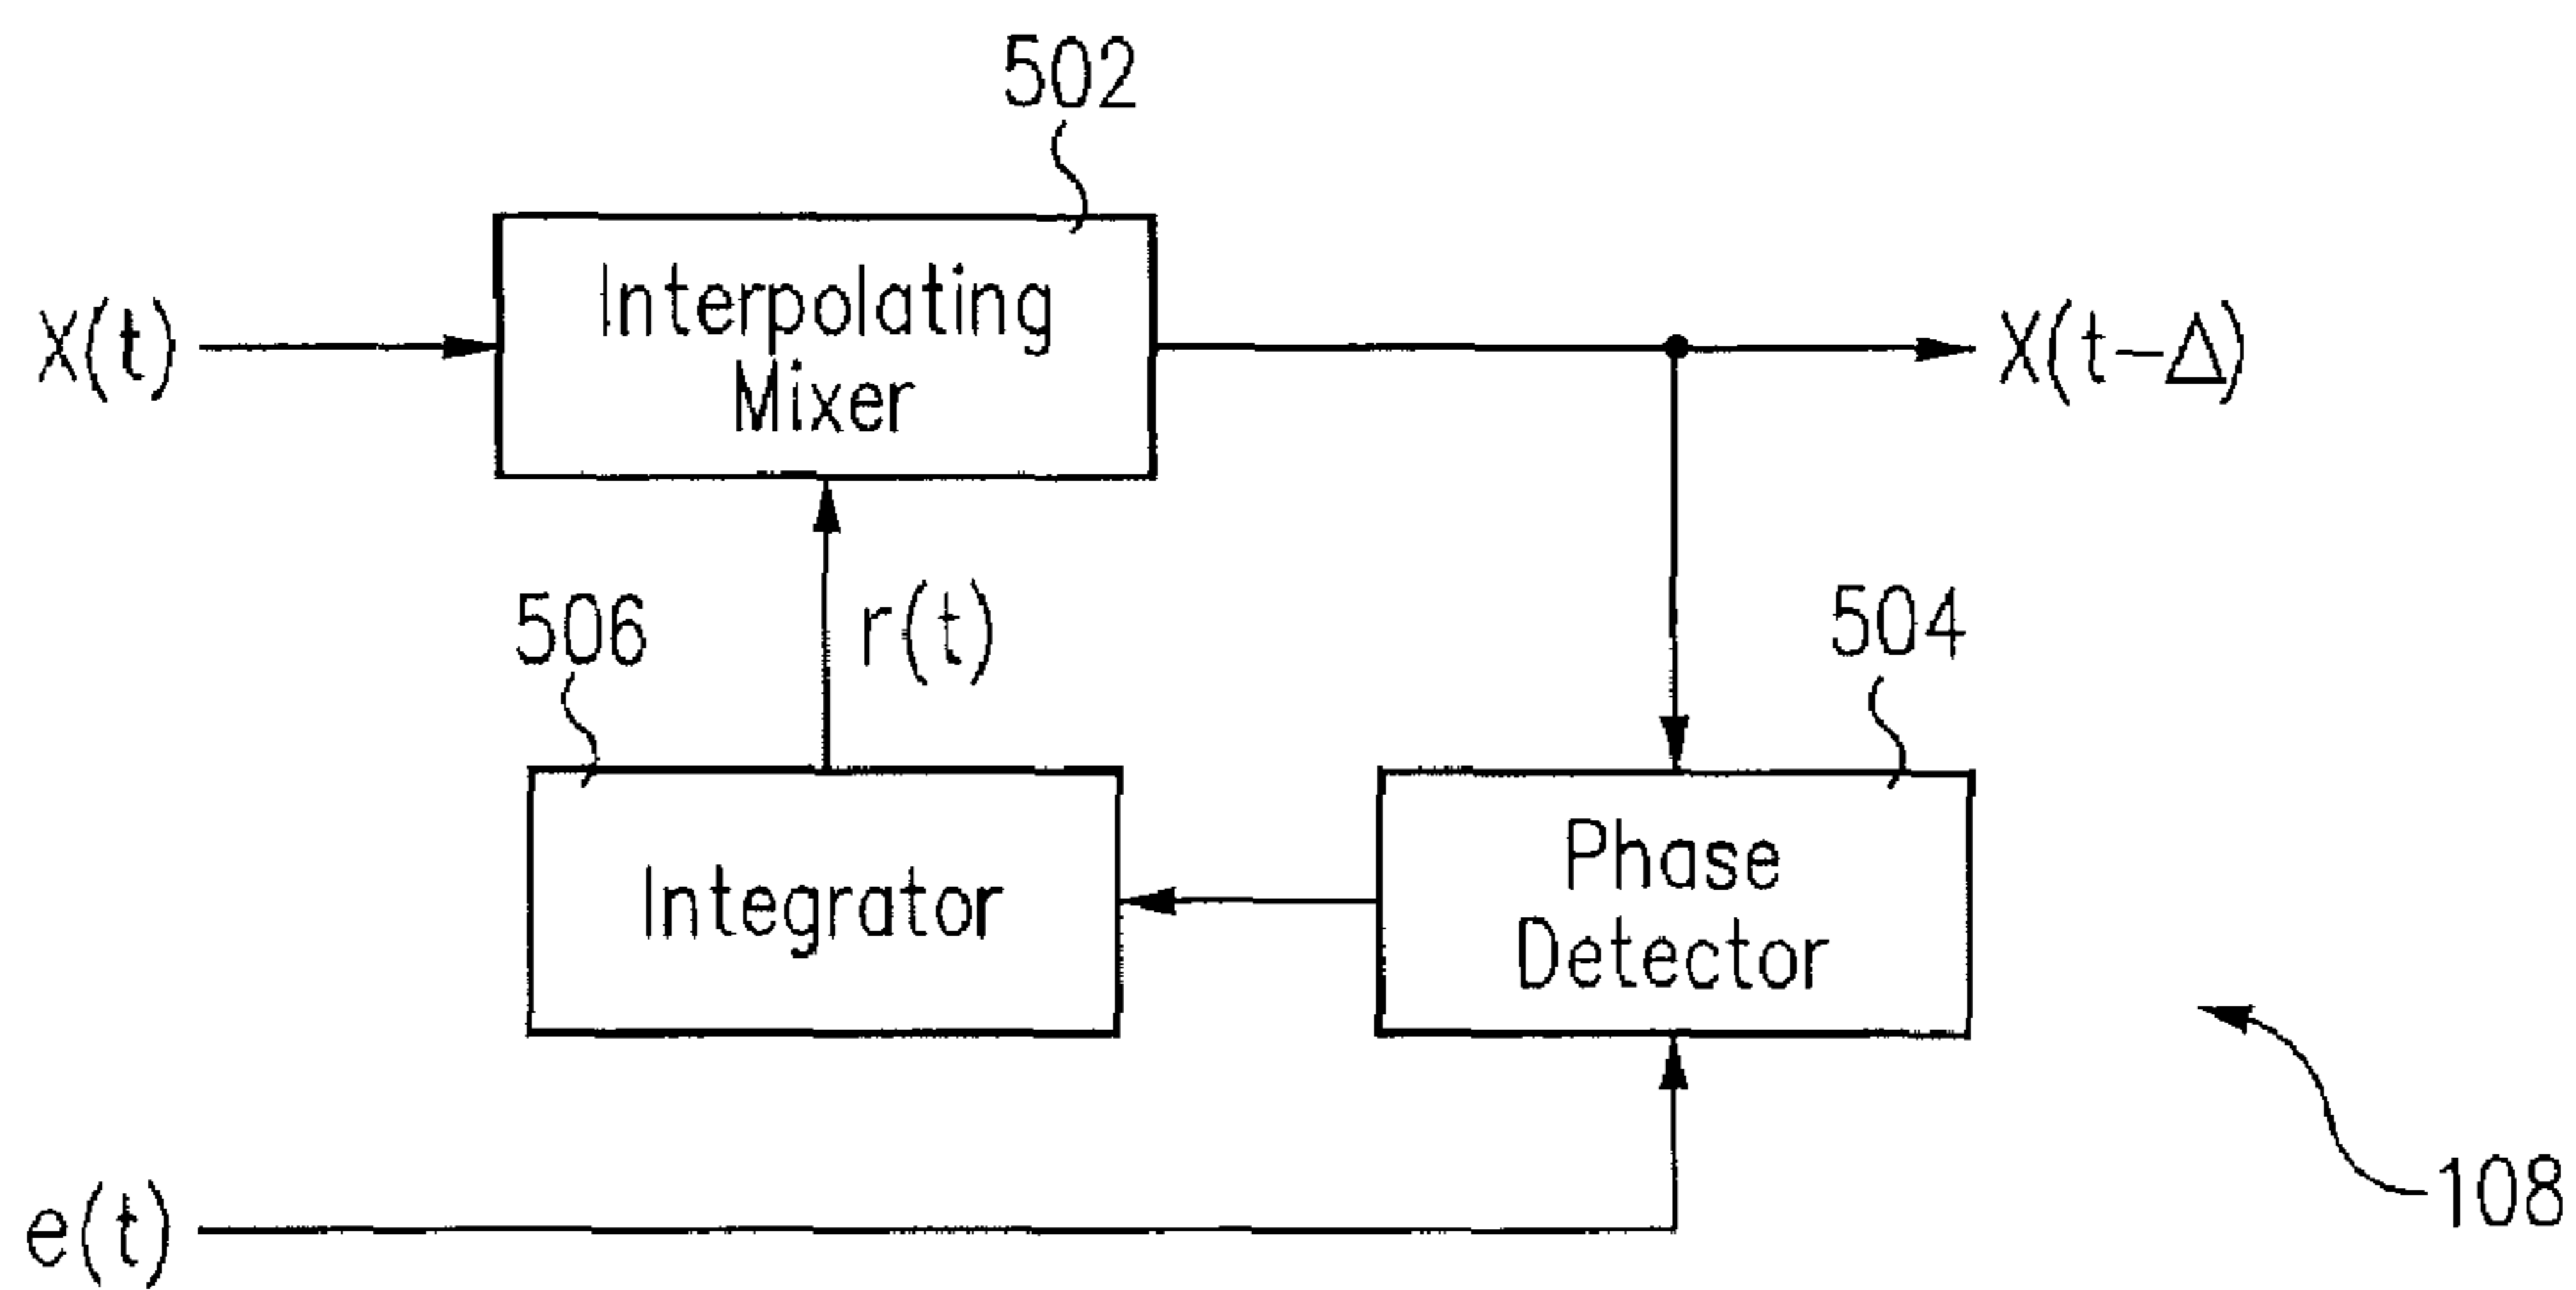 502
X(t)
Interpolating
Mixer
X(t-Δ)
506
r(t)
504
Integrator
Phase
Detector
e(t)
108